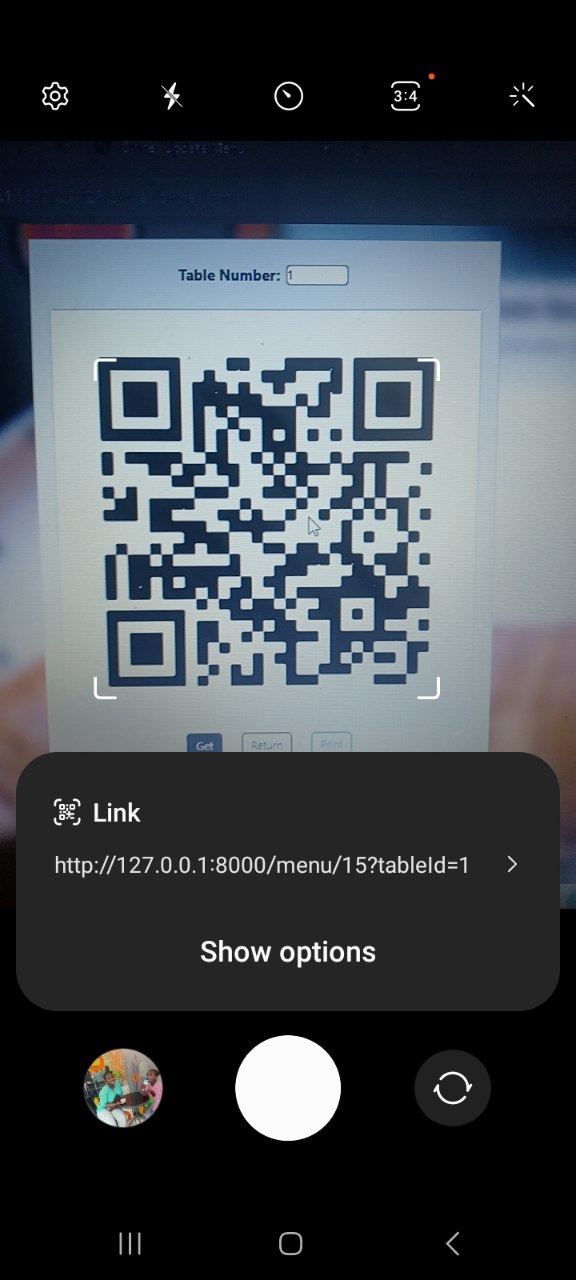 3:4
Table Number: 1
Get
Return
Print
Link
http://127.0.0.1:8000/menu/15?tableId=1
Show options